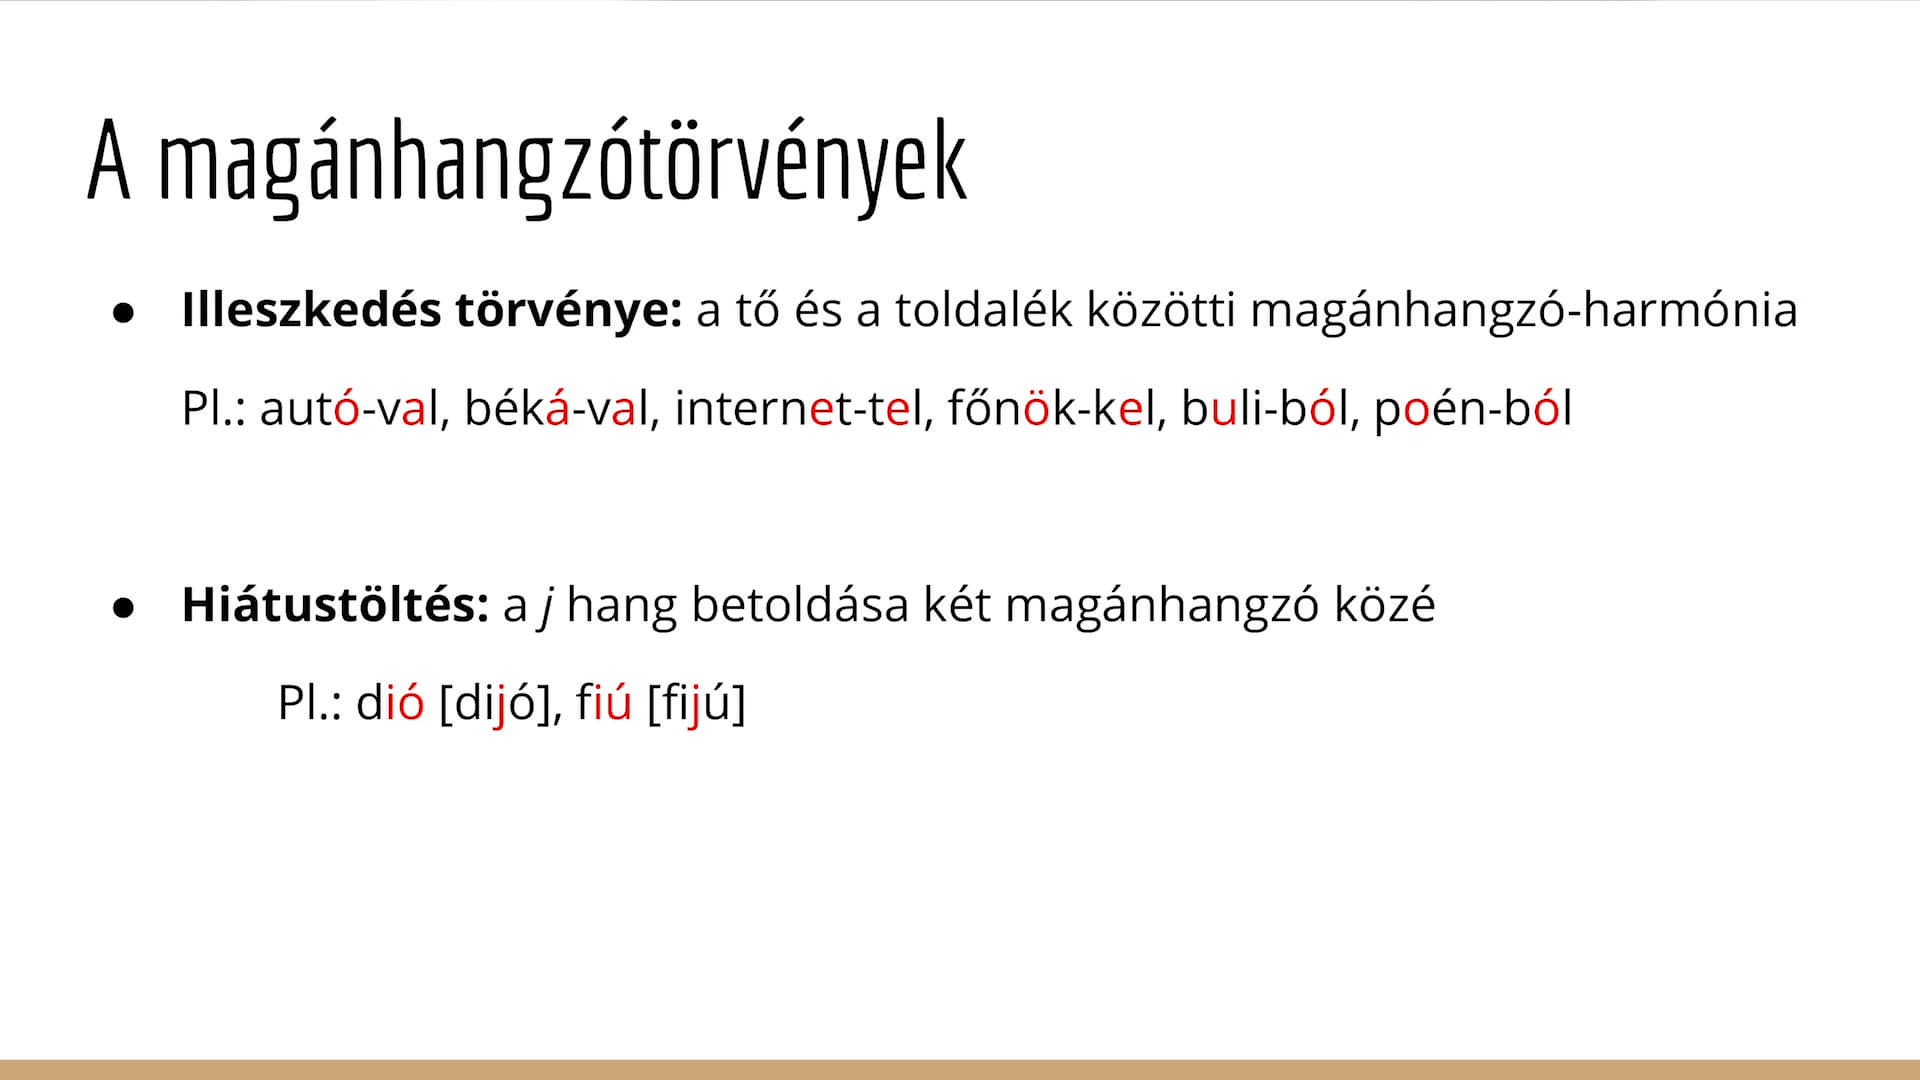 A magánhangzótörvények
● Illeszkedés törvénye: a tő és a toldalék közötti magánhangzó-harmónia
Pl.: autó-val, béká-val, internet-tel, főnök-kel, buli-ból, poén-ból
● Hiátustöltés: a j hang betoldása két magánhangzó közé
Pl.: dió [dijó], fiú [fijú]